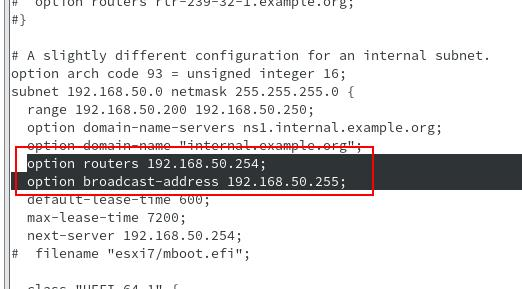 #  option routers rtr-239-32-1.example.org;
#}
# A slightly different configuration for an internal subnet.
option arch code 93 = unsigned integer 16;
subnet 192.168.50.0 netmask 255.255.255.0 {
range 192.168.50.200 192.168.50.250;
option domain-name-servers ns1.internal.example.org;
option domain-name "internal.example.org";
option routers 192.168.50.254;
option broadcast-address 192.168.50.255;
default-lease-time 600;
max-lease-time 7200;
next-server 192.168.50.254;
#  filename "esxi7/mboot.efi";
class "UEFI-64-1" {